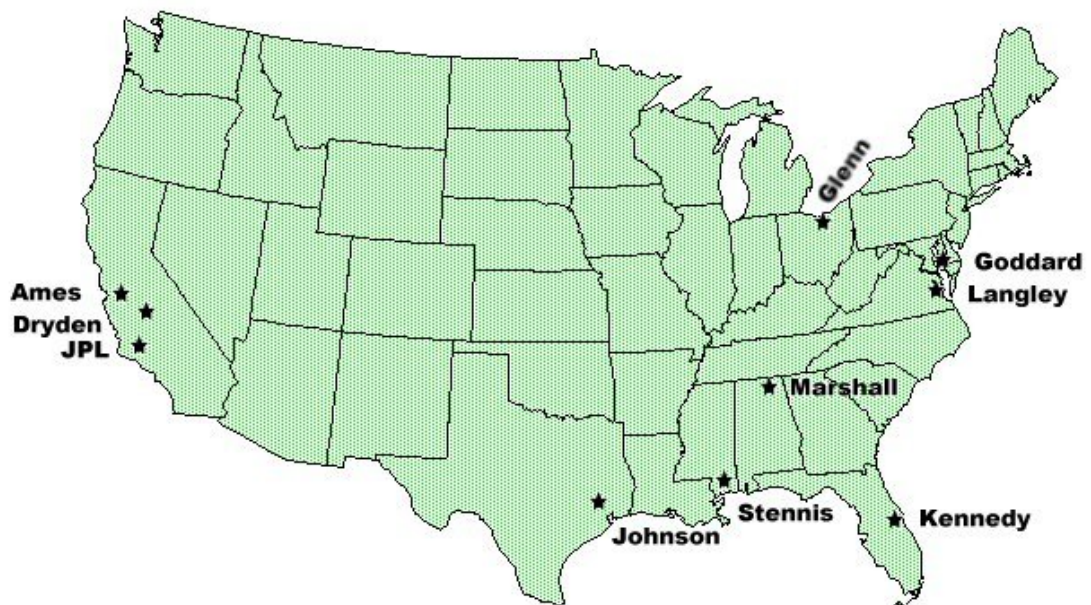 Glenn
Goddard
Langley
Ames
Dryden
JPL
Marshall
Stennis
Kennedy
Johnson